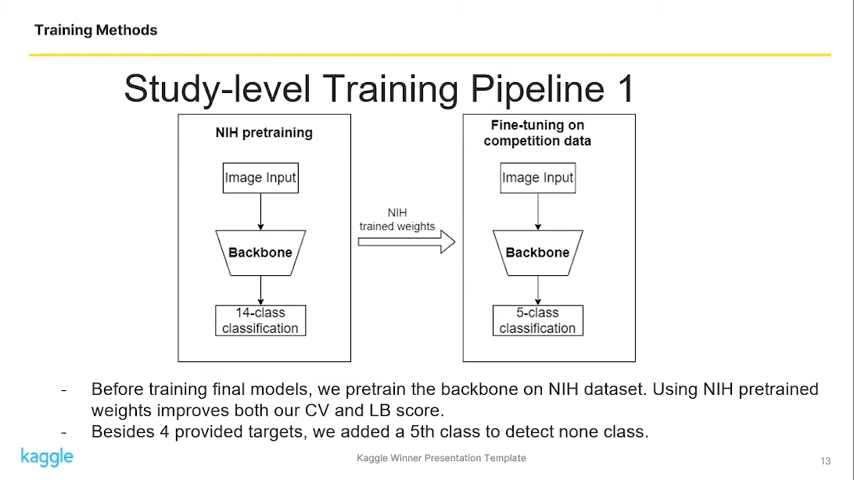 Training Methods
Study-level Training Pipeline 1
NIH pretraining
Image Input
Backbone
14-class
classification
NIH
trained weights
Fine-tuning on
competition data
Image Input
Backbone
5-class
classification
- Before training final models, we pretrain the backbone on NIH dataset. Using NIH pretrained
weights improves both our CV and LB score.
- Besides 4 provided targets, we added a 5th class to detect none class.
kaggle
Kaggle Winner Presentation Template
13